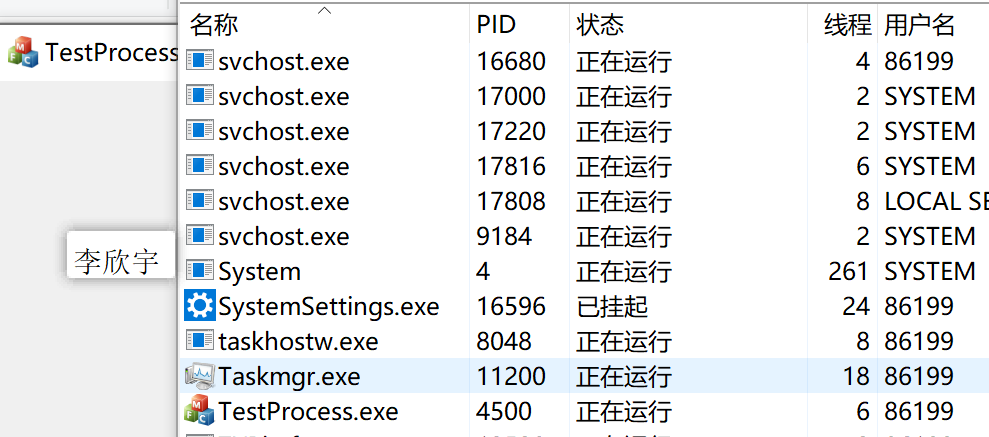 TestProcess
李欣宇
名称 PID 状态 线程 用户名
svchost.exe 16680 正在运行 4 86199
svchost.exe 17000 正在运行 2 SYSTEM
svchost.exe 17220 正在运行 2 SYSTEM
svchost.exe 17816 正在运行 6 SYSTEM
svchost.exe 17808 正在运行 8 LOCAL SE
svchost.exe 9184 正在运行 2 SYSTEM
System 4 正在运行 261 SYSTEM
SystemSettings.exe 16596 已挂起 24 86199
taskhostw.exe 8048 正在运行 8 86199
Taskmgr.exe 11200 正在运行 18 86199
TestProcess.exe 4500 正在运行 6 86199